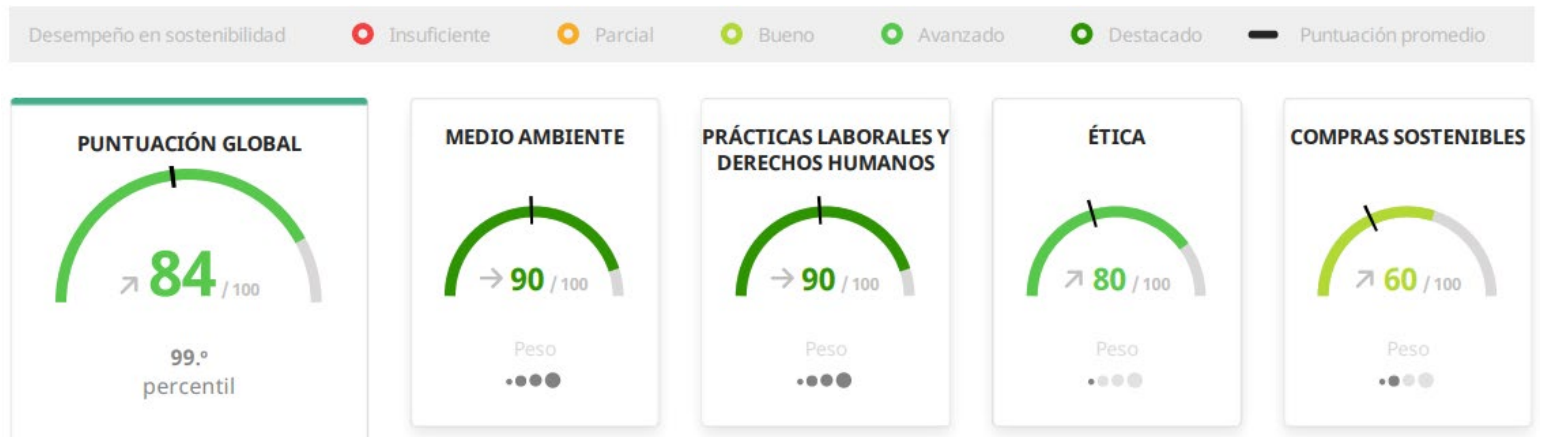 Desempeño en sostenibilidad Insuficiente Parcial Bueno Avanzado Destacado Puntuación promedio
PUNTUACIÓN GLOBAL
84 / 100
99.º
percentil
MEDIO AMBIENTE
90 / 100
Peso
PRÁCTICAS LABORALES Y
DERECHOS HUMANOS
90 / 100
Peso
ÉTICA
80 / 100
Peso
COMPRAS SOSTENIBLES
60 / 100
Peso